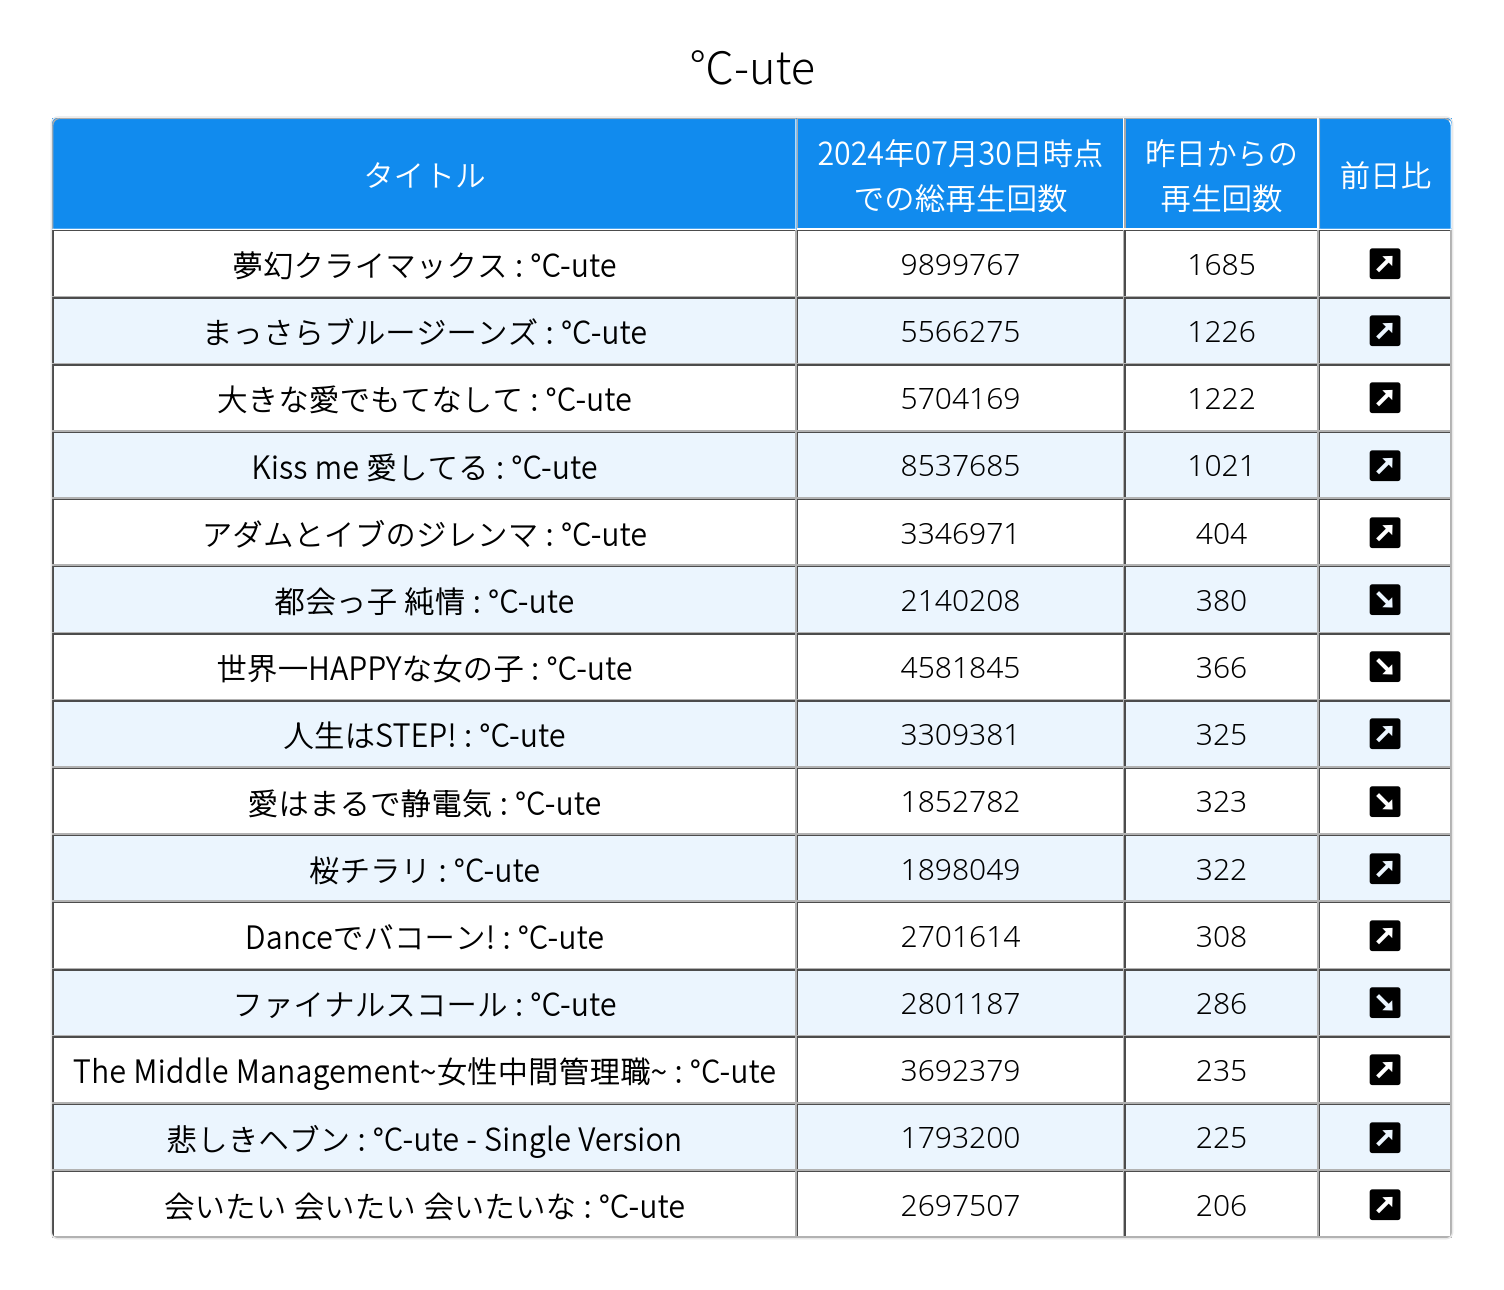 ℃-ute
タイトル
2024年07月30日時点
での総再生回数
昨日からの
再生回数
前日比
夢幻クライマックス : ℃-ute 9899767 1685
まっさらブルージーンズ : ℃-ute 5566275 1226
大きな愛でもてなして : ℃-ute 5704169 1222
Kiss me 愛してる : ℃-ute 8537685 1021
アダムとイブのジレンマ : ℃-ute 3346971 404
都会っ子 純情 : ℃-ute 2140208 380
世界一HAPPYな女の子 : ℃-ute 4581845 366
人生はSTEP! : ℃-ute 3309381 325
愛はまるで静電気 : ℃-ute 1852782 323
桜チラリ : ℃-ute 1898049 322
Danceでバコーン! : ℃-ute 2701614 308
ファイナルスコール : ℃-ute 2801187 286
The Middle Management~女性中間管理職~ : ℃-ute 3692379 235
悲しきヘブン : ℃-ute - Single Version 1793200 225
会いたい 会いたい 会いたいな : ℃-ute 2697507 206